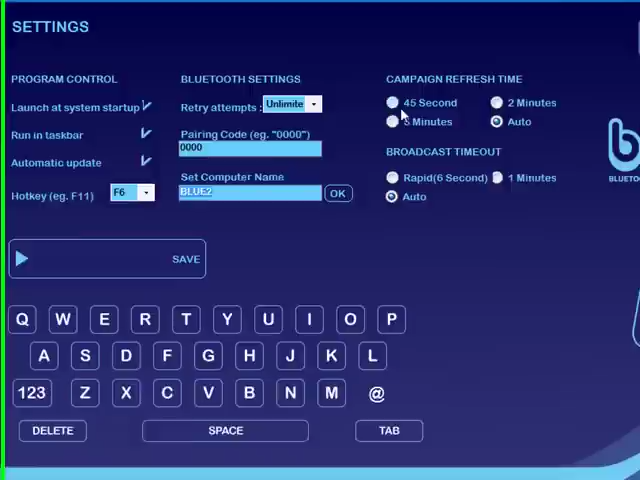 SETTINGS
PROGRAM CONTROL
Launch at system startup
Run in taskbar
Automatic update
Hotkey (eg. F11) F6
BLUETOOTH SETTINGS
Retry attempts : Unlimite
Pairing Code (eg. "0000")
0000
Set Computer Name
BLUE2 OK
CAMPAIGN REFRESH TIME
45 Second 2 Minutes
Minutes Auto
BROADCAST TIMEOUT
Rapid(6 Second) 1 Minutes
Auto
b
BLUETO
SAVE
Q W E R T Y U I O P
A S D F G H J K L
123 Z X C V B N M @
DELETE SPACE TAB